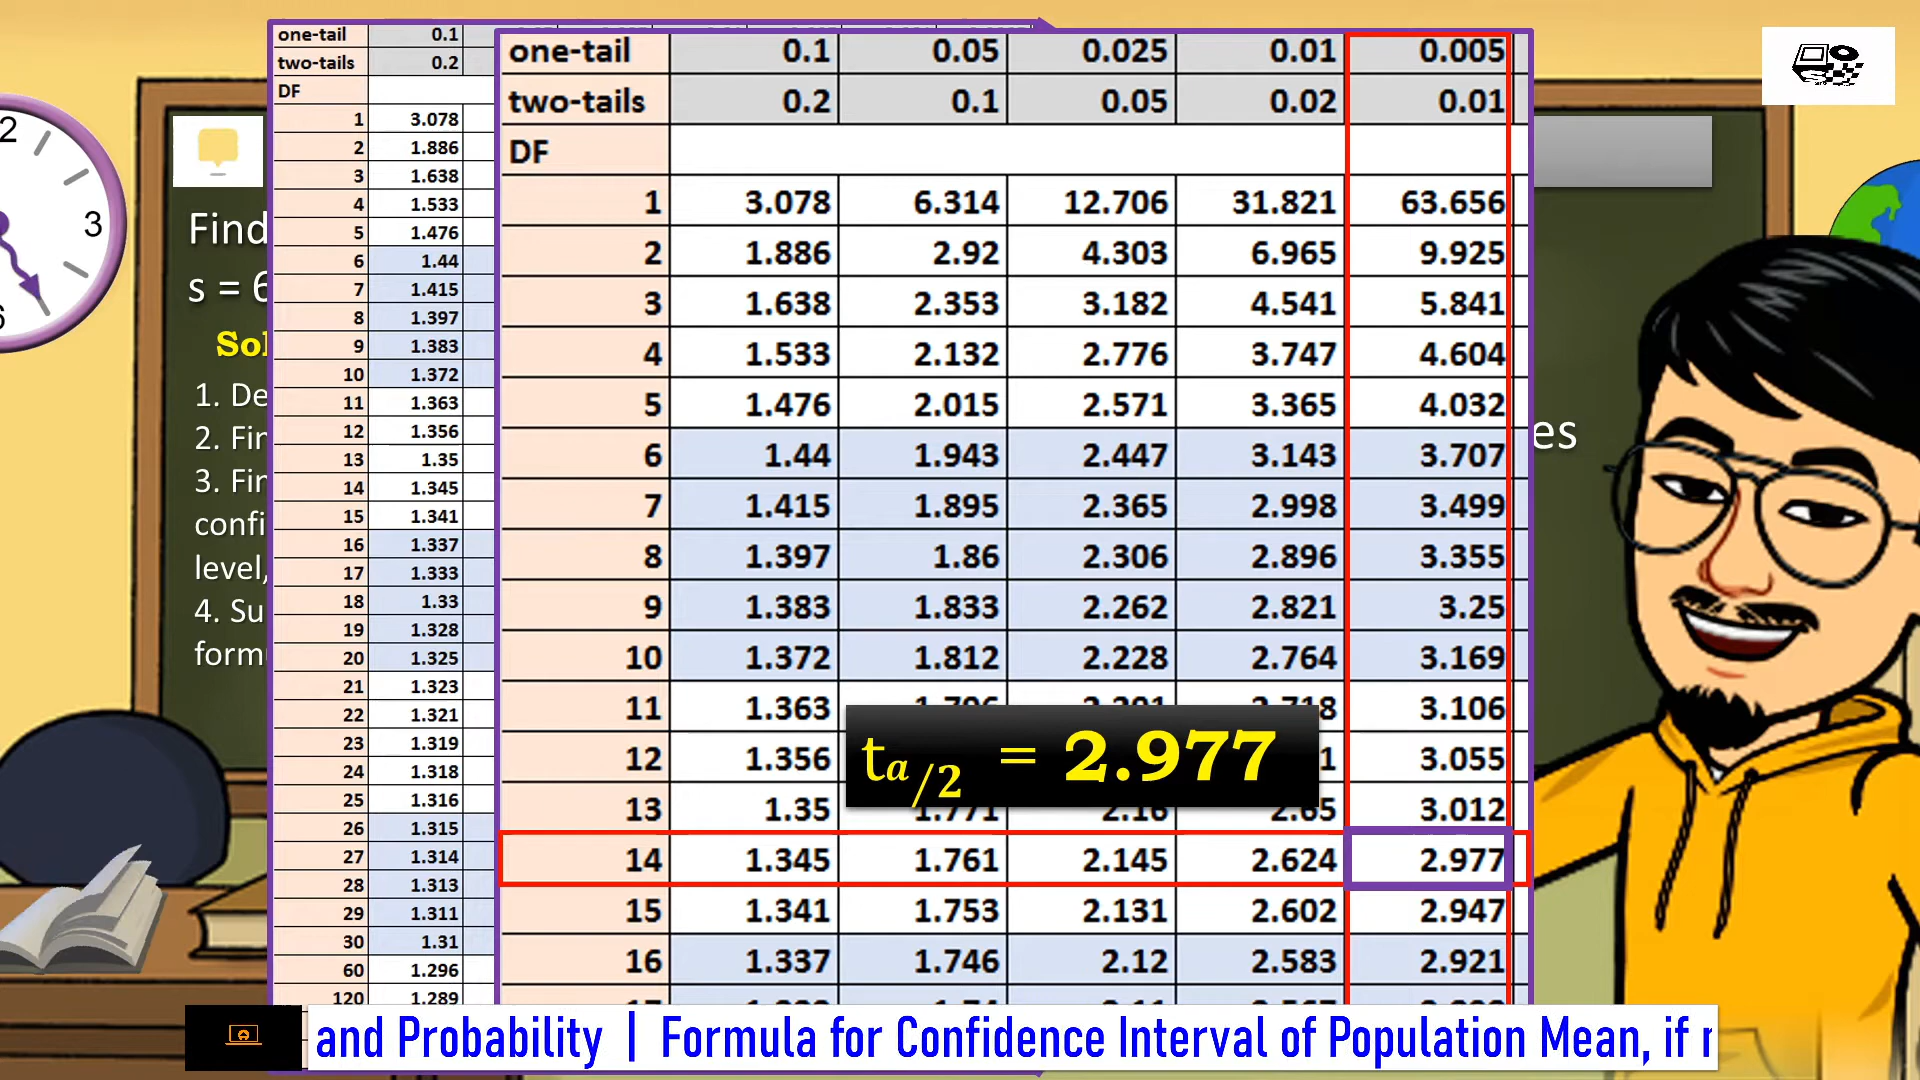 2
3
6
Find
s = 6
Sol
1. De
2. Fin
3. Fin
confi
level,
4. Su
form
es
one-tail 0.1
two-tails 0.2
DF
1 3.078
2 1.886
3 1.638
4 1.533
5 1.476
6 1.44
7 1.415
8 1.397
9 1.383
10 1.372
11 1.363
12 1.356
13 1.35
14 1.345
15 1.341
16 1.337
17 1.333
18 1.33
19 1.328
20 1.325
21 1.323
22 1.321
23 1.319
24 1.318
25 1.316
26 1.315
27 1.314
28 1.313
29 1.311
30 1.31
60 1.296
120 1.289
one-tail 0.1 0.05 0.025 0.01 0.005
two-tails 0.2 0.1 0.05 0.02 0.01
DF
1 3.078 6.314 12.706 31.821 63.656
2 1.886 2.92 4.303 6.965 9.925
3 1.638 2.353 3.182 4.541 5.841
4 1.533 2.132 2.776 3.747 4.604
5 1.476 2.015 2.571 3.365 4.032
6 1.44 1.943 2.447 3.143 3.707
7 1.415 1.895 2.365 2.998 3.499
8 1.397 1.86 2.306 2.896 3.355
9 1.383 1.833 2.262 2.821 3.25
10 1.372 1.812 2.228 2.764 3.169
11 1.363 3.106
12 1.356 3.055
13 1.35 1.771 2.16 2.65 3.012
14 1.345 1.761 2.145 2.624 2.977
15 1.341 1.753 2.131 2.602 2.947
16 1.337 1.746 2.12 2.583 2.921
ta/2 = 2.977
and Probability | Formula for Confidence Interval of Population Mean, if